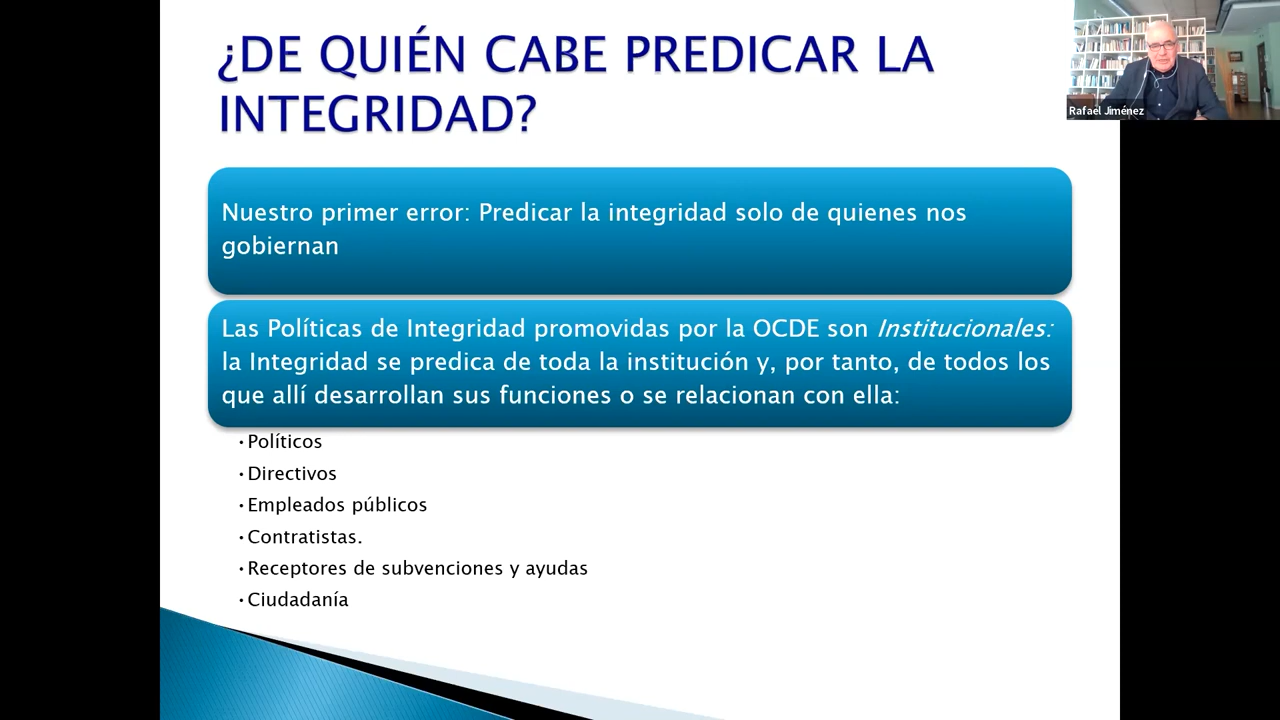 ¿DE QUIÉN CABE PREDICAR LA
INTEGRIDAD?
Rafael Jiménez
Nuestro primer error: Predicar la integridad solo de quienes nos
gobiernan
Las Políticas de Integridad promovidas por la OCDE son Institucionales:
la Integridad se predica de toda la institución y, por tanto, de todos los
que allí desarrollan sus funciones o se relacionan con ella:
•Políticos
•Directivos
•Empleados públicos
•Contratistas.
•Receptores de subvenciones y ayudas
•Ciudadanía